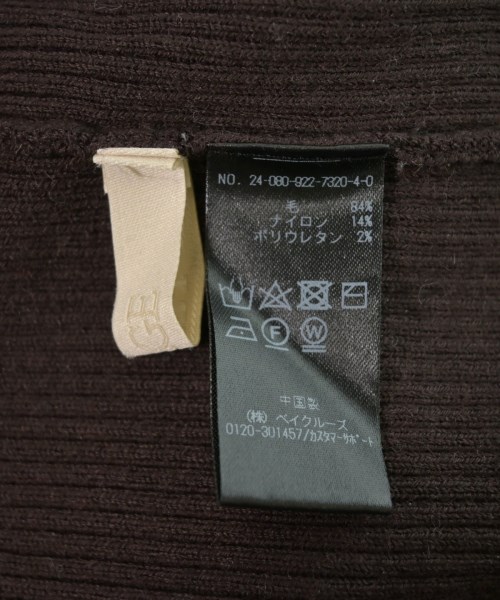 NO. 24-080-922-7320-4-0
毛 84%
ナイロン 14%
ポリウレタン 2%
F W
中国製
(株) ベイクルーズ
0120-301457/カスタマーサポート
GE